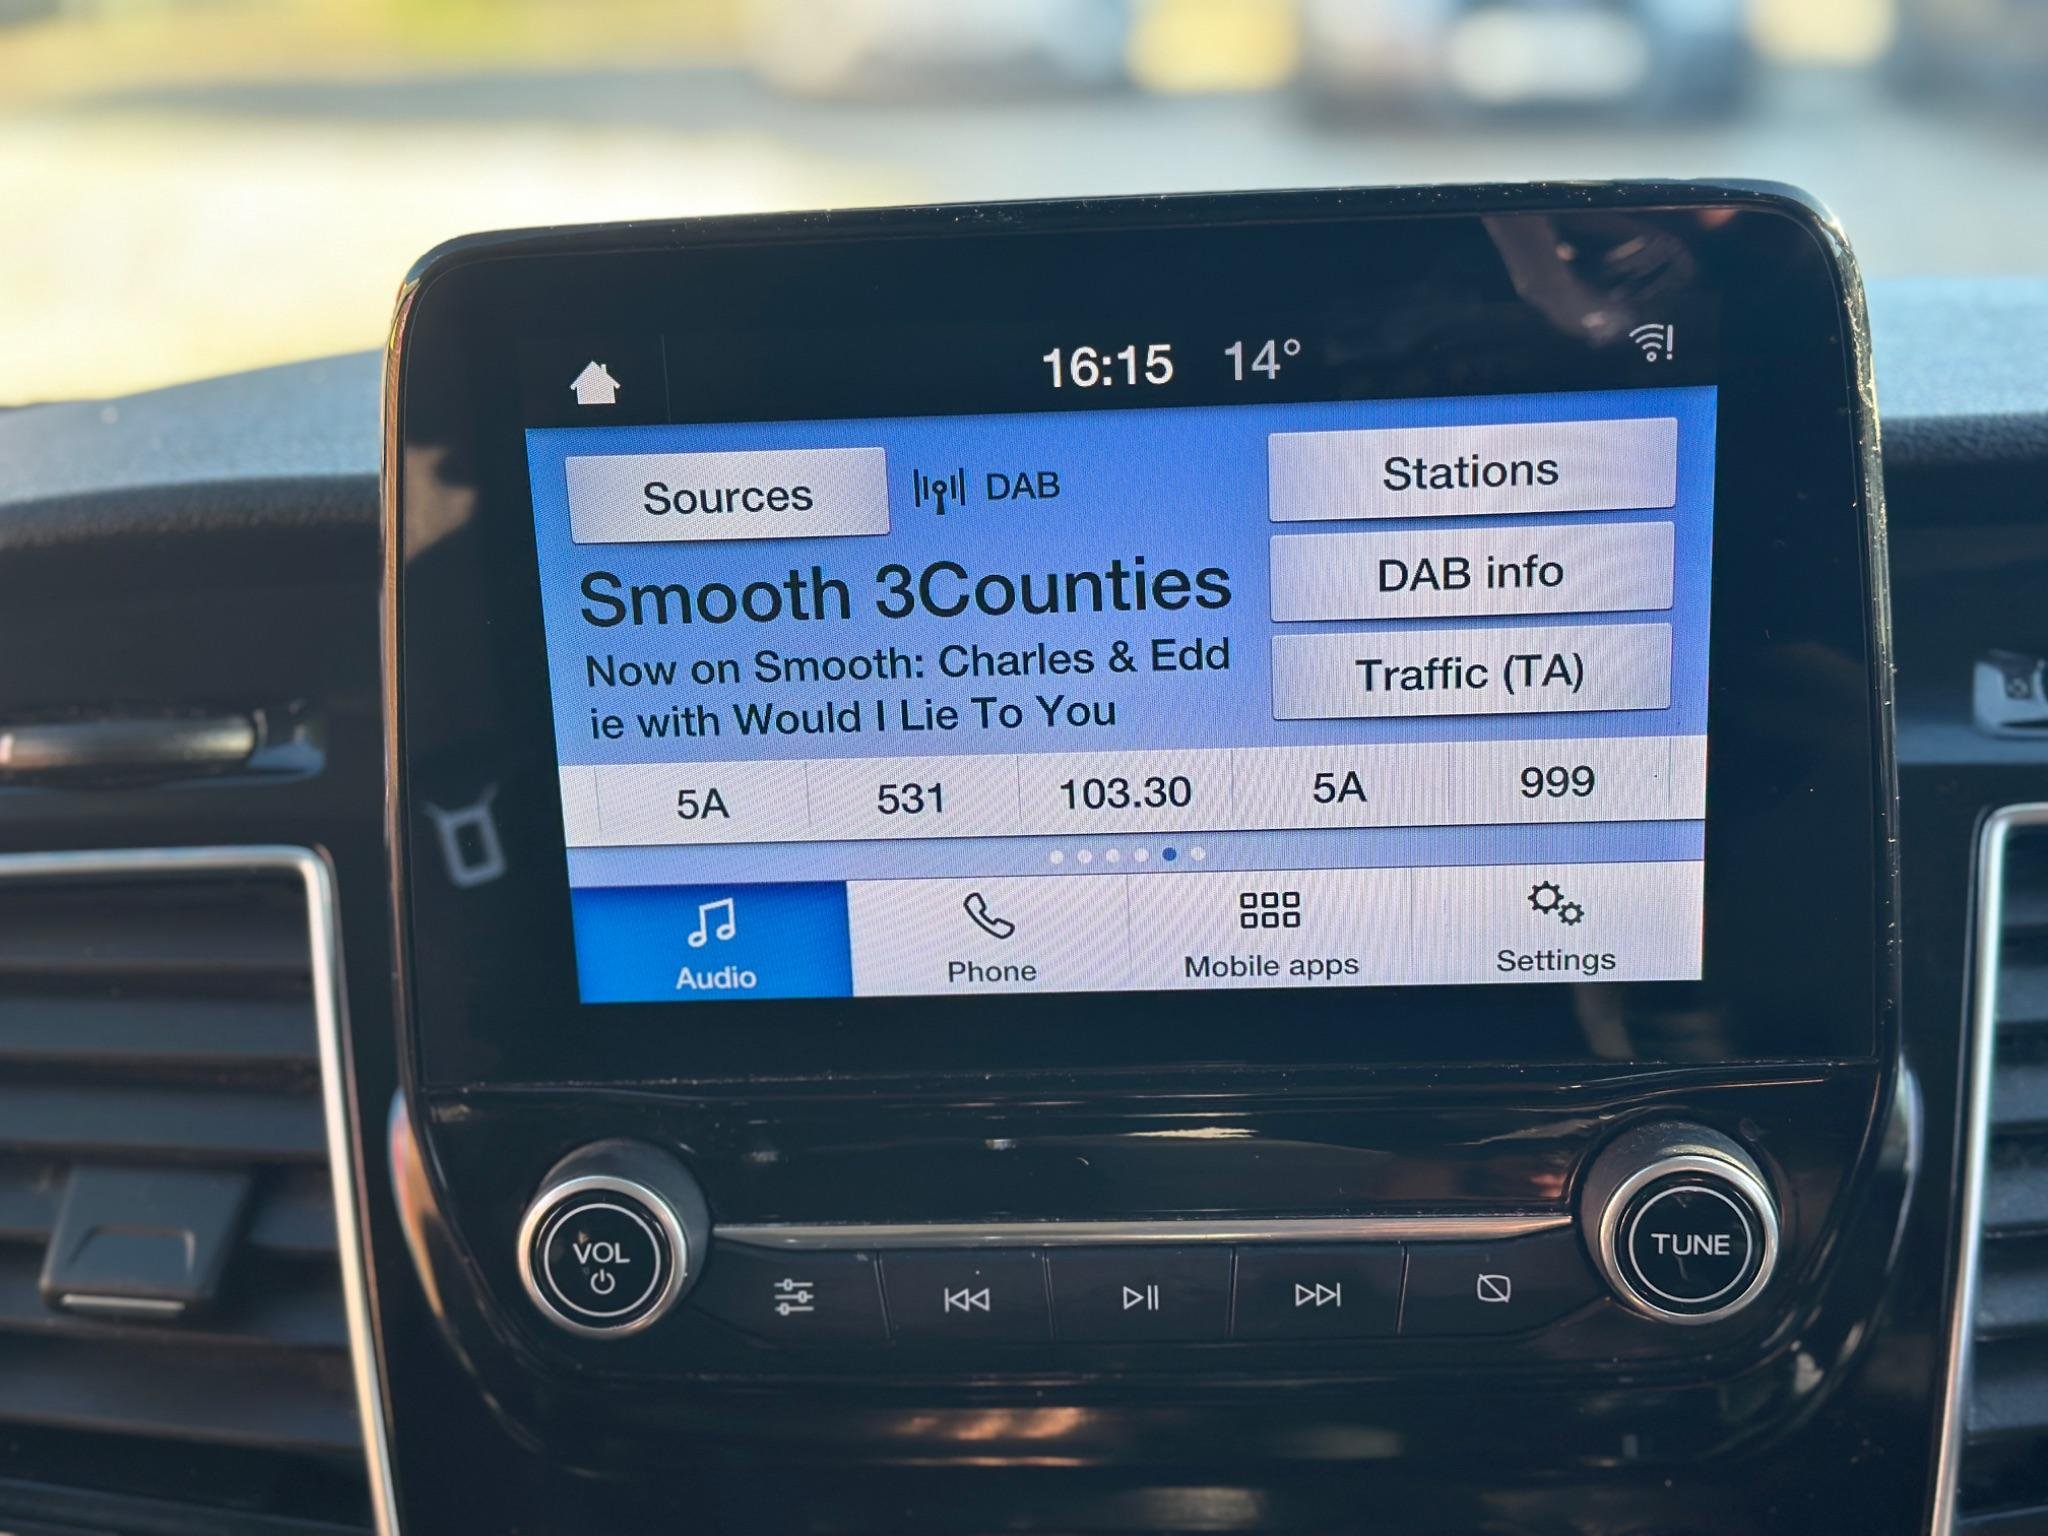 16:15 14°
Sources DAB Stations
Smooth 3Counties DAB info
Now on Smooth: Charles & Edd
ie with Would I Lie To You
Traffic (TA)
5A 531 103.30 5A 999
Audio Phone Mobile apps Settings
VOL TUNE